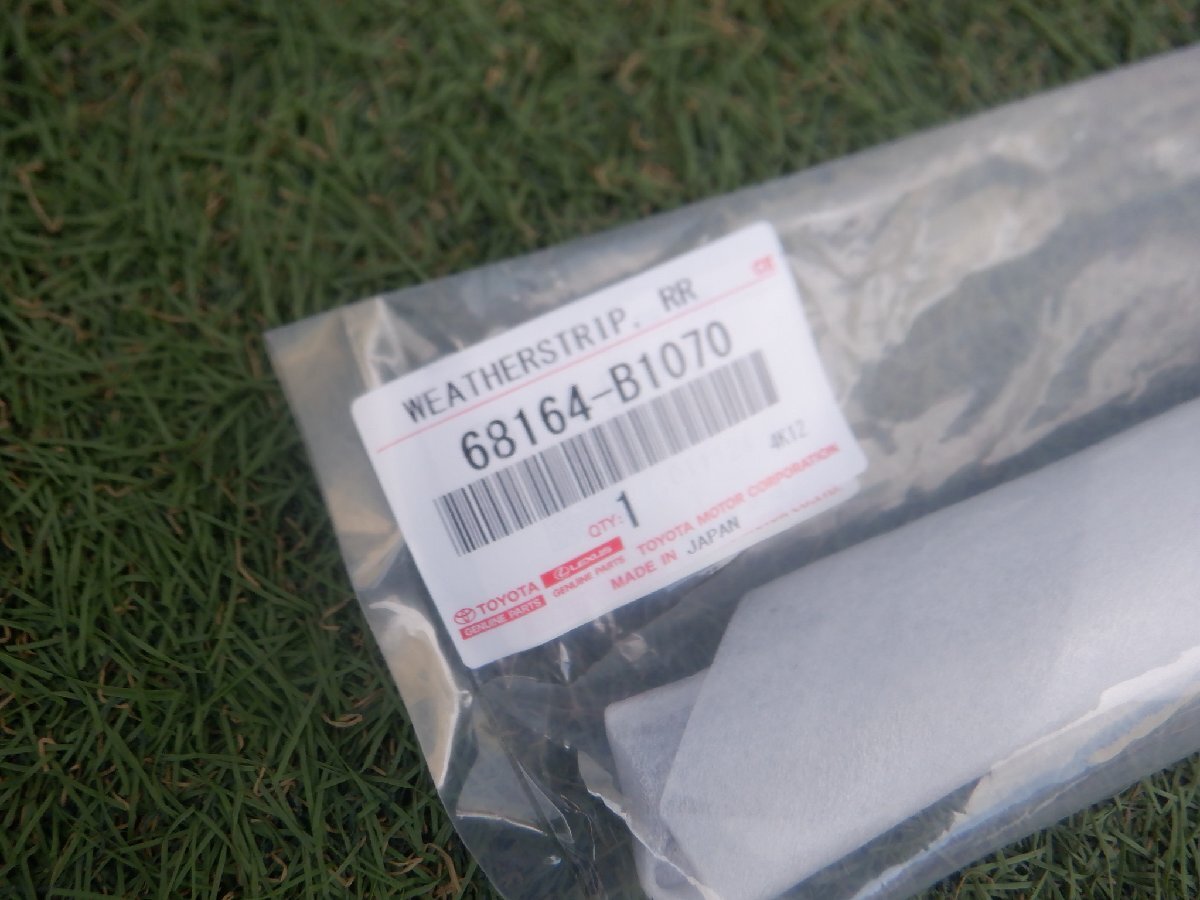 WEATHERSTRIP, RR
68164-B1070
4K12
QTY: 1
TOYOTA
GENUINE PARTS
LEXUS
GENUINE PARTS
TOYOTA MOTOR CORPORATION
MADE IN JAPAN